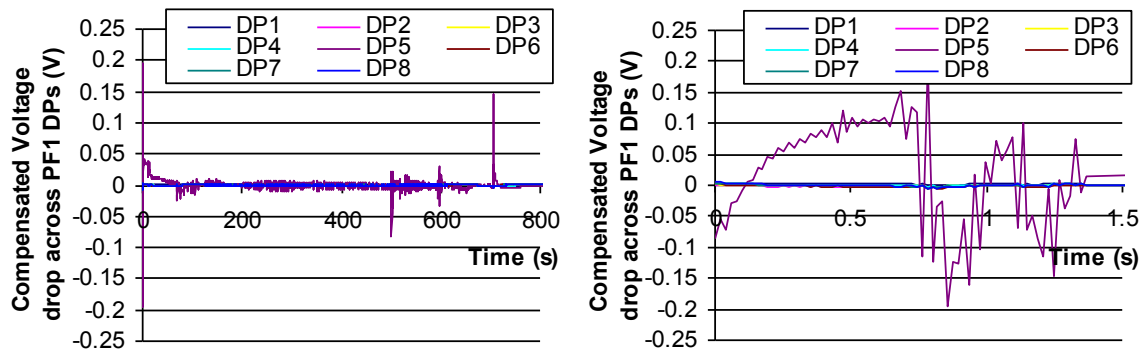 Compensated Voltage
drop across PF1 DPs (V)
0.25
0.2
0.15
0.1
0.05
0
-0.05
-0.1
-0.15
-0.2
-0.25
DP1 DP2 DP3
DP4 DP5 DP6
DP7 DP8
0 200 400 600 800
Time (s)
Compensated Voltage
drop across PF1 DPs (V)
0.25
0.2
0.15
0.1
0.05
0
-0.05
-0.1
-0.15
-0.2
-0.25
DP1 DP2 DP3
DP4 DP5 DP6
DP7 DP8
0 0.5 1 1.5
Time (s)